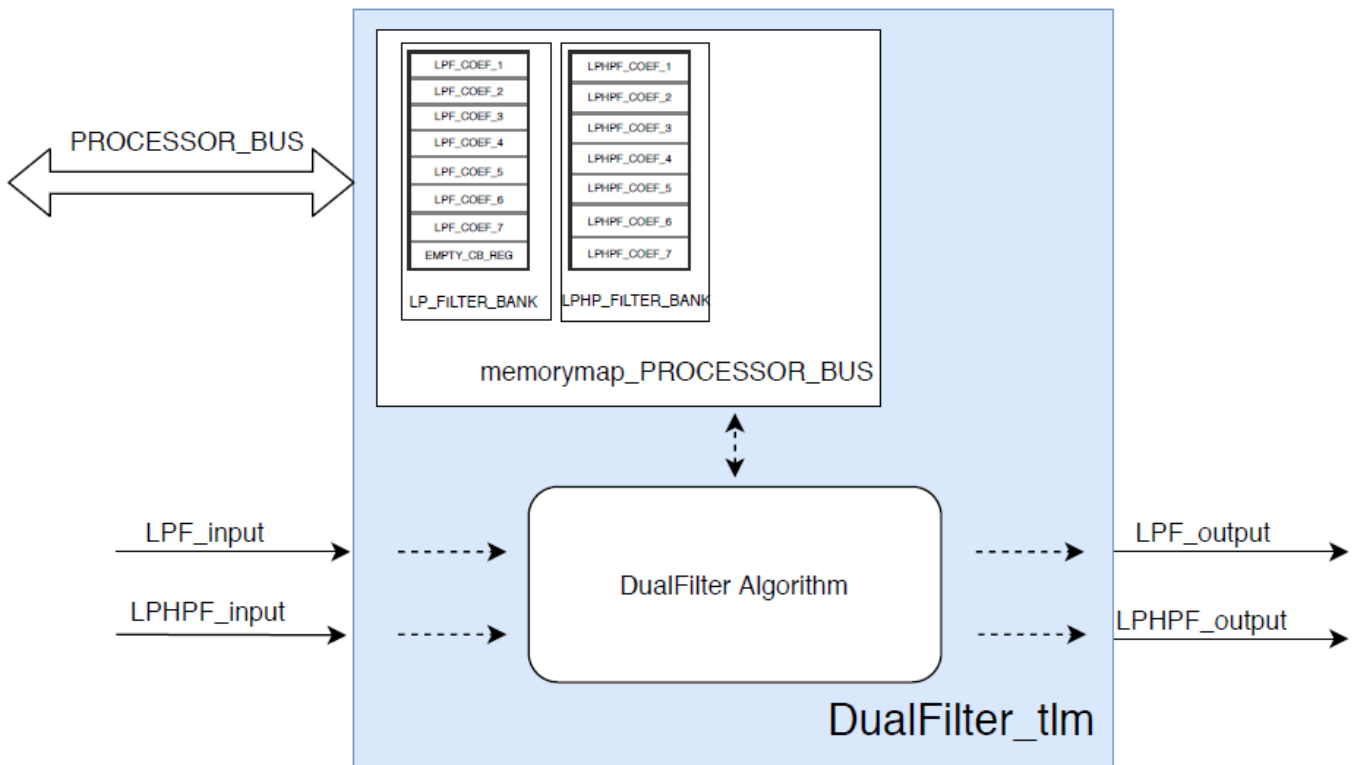 LPF_COEF_1
LPF_COEF_2
LPF_COEF_3
LPF_COEF_4
LPF_COEF_5
LPF_COEF_6
LPF_COEF_7
EMPTY_CB_REG
LP_FILTER_BANK
LPHPF_COEF_1
LPHPF_COEF_2
LPHPF_COEF_3
LPHPF_COEF_4
LPHPF_COEF_5
LPHPF_COEF_6
LPHPF_COEF_7
LPHP_FILTER_BANK
PROCESSOR_BUS
memorymap_PROCESSOR_BUS
LPF_input
LPHPF_input
DualFilter Algorithm
LPF_output
LPHPF_output
DualFilter_tlm